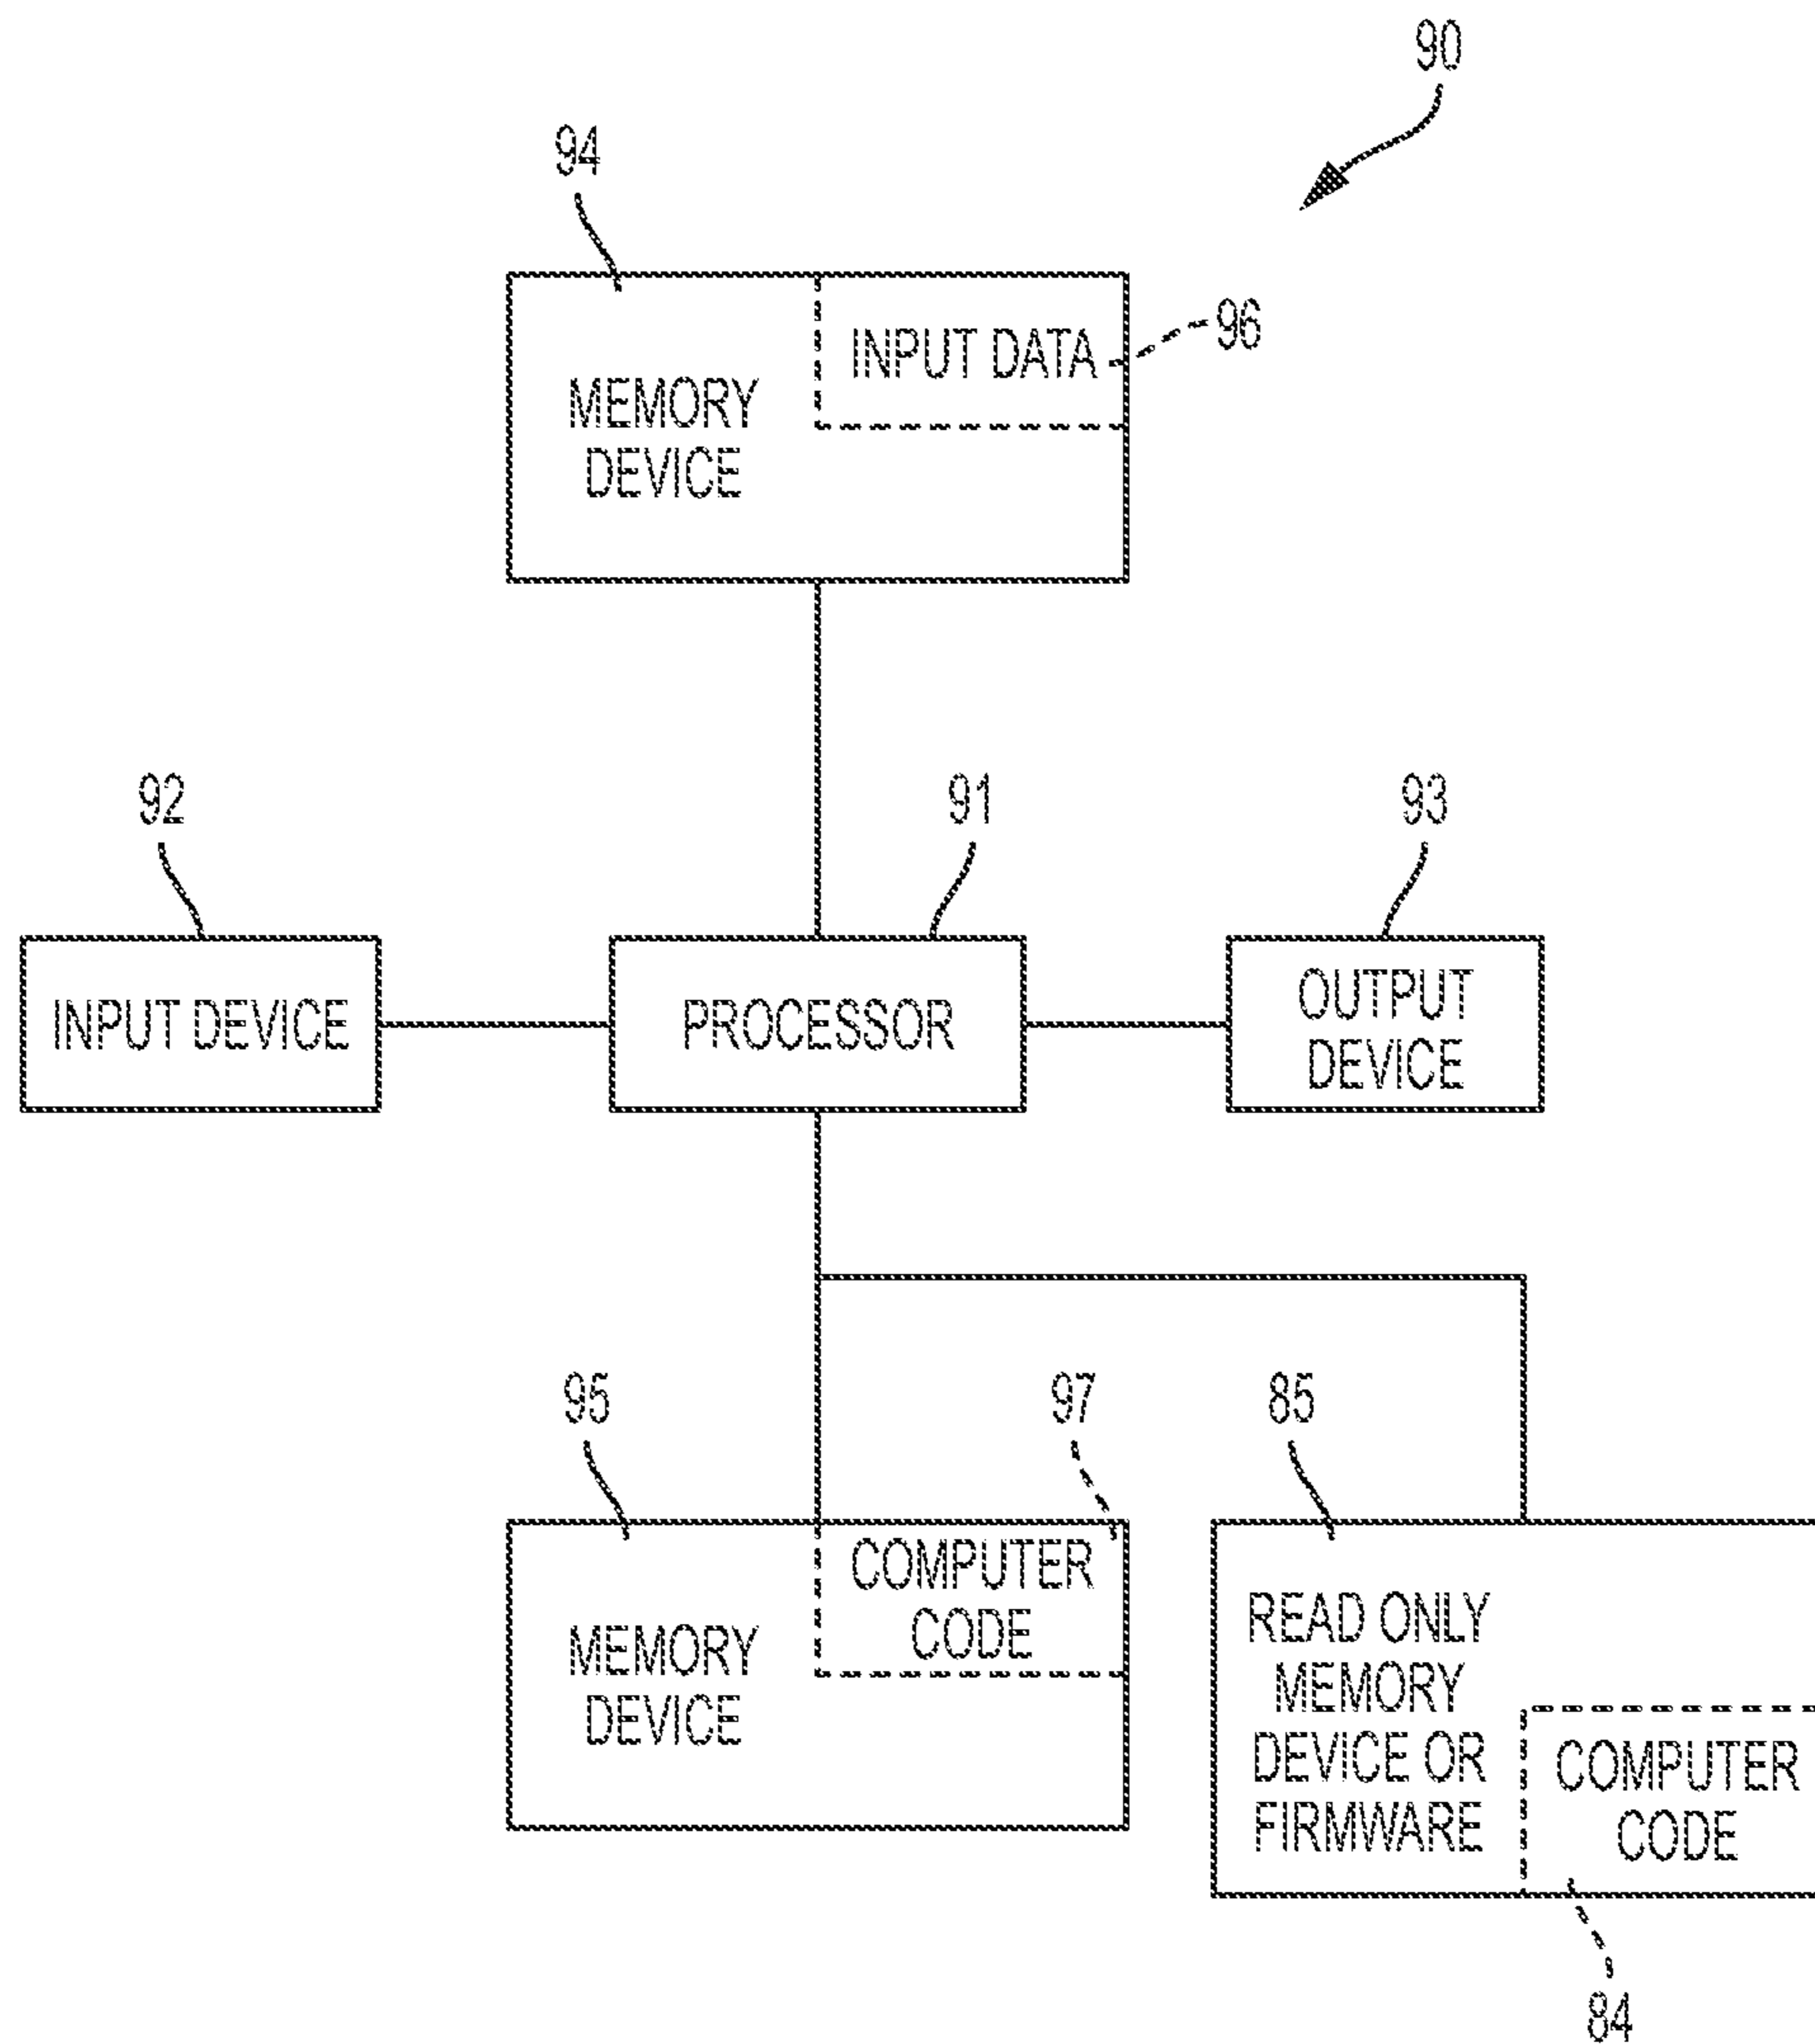 90
94
INPUT DATA
96
MEMORY
DEVICE
92
91
93
INPUT DEVICE
PROCESSOR
OUTPUT
DEVICE
95
97
85
COMPUTER
CODE
MEMORY
DEVICE
READ ONLY
MEMORY
DEVICE OR
FIRMWARE
COMPUTER
CODE
84